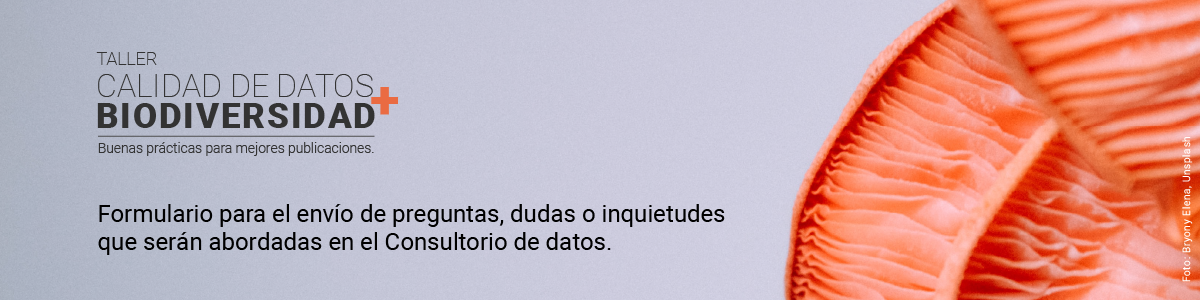 TALLER
CALIDAD DE DATOS
BIODIVERSIDAD+
Buenas prácticas para mejores publicaciones.
Formulario para el envío de preguntas, dudas o inquietudes
que serán abordadas en el Consultorio de datos.
Foto: Bryony Elena, Unsplash